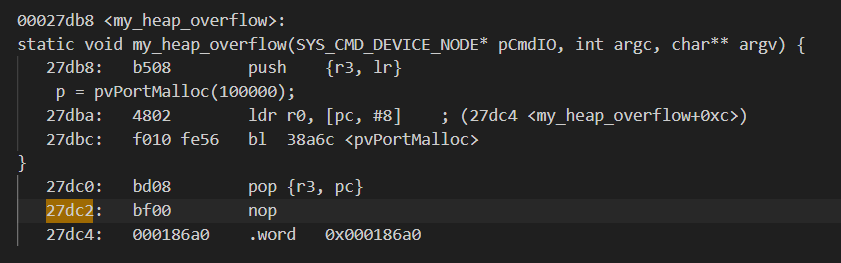 00027db8 <my_heap_overflow>:
static void my_heap_overflow(SYS_CMD_DEVICE_NODE* pCmdIO, int argc, char** argv) {
27db8: b508 push {r3, lr}
p = pvPortMalloc(100000);
27dba: 4802 ldr r0, [pc, #8] ; (27dc4 <my_heap_overflow+0xc>)
27dbc: f010 fe56 bl 38a6c <pvPortMalloc>
}
27dc0: bd08 pop {r3, pc}
27dc2: bf00 nop
27dc4: 000186a0 .word 0x000186a0